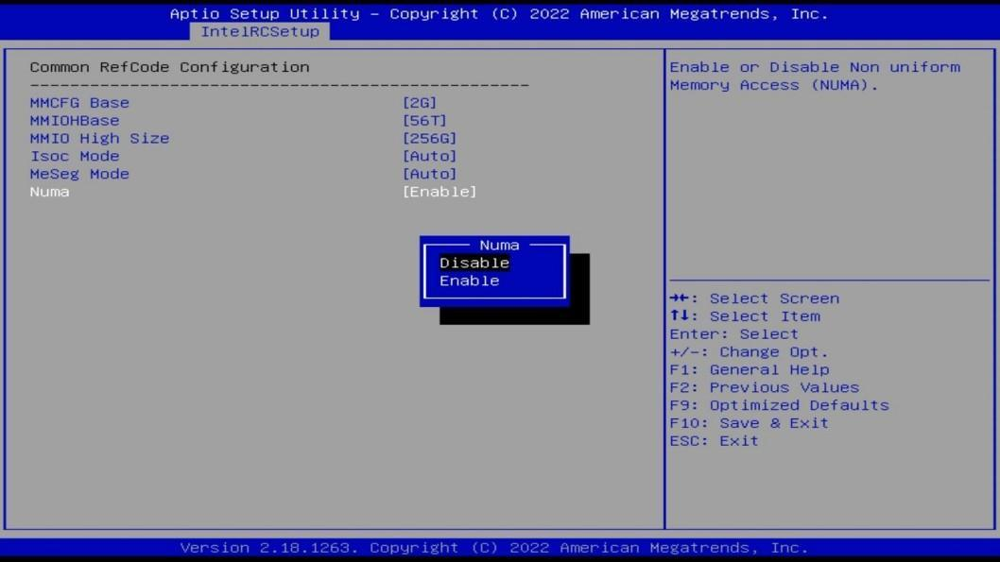 Aptio Setup Utility – Copyright (C) 2022 American Megatrends, Inc.
IntelRCSetup
Common RefCode Configuration
--------------------------------------------------
MMCFG Base [2G]
MMIOHBase [56T]
MMIO High Size [256G]
Isoc Mode [Auto]
MeSeg Mode [Auto]
Numa [Enable]
Numa
Disable
Enable
Enable or Disable Non uniform
Memory Access (NUMA).
→←: Select Screen
↑↓: Select Item
Enter: Select
+/-: Change Opt.
F1: General Help
F2: Previous Values
F9: Optimized Defaults
F10: Save & Exit
ESC: Exit
Version 2.18.1263. Copyright (C) 2022 American Megatrends, Inc.